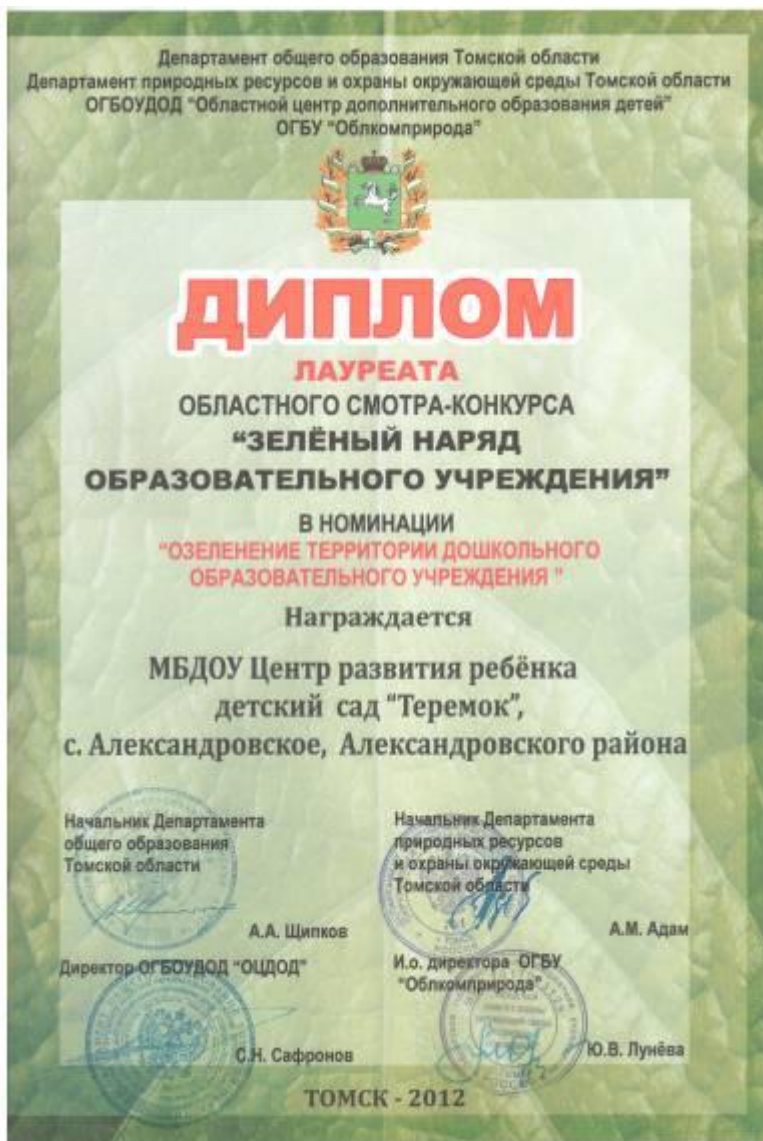 Департамент общего образования Томской области
Департамент природных ресурсов и охраны окружающей среды Томской области
ОГБОУДОД "Областной центр дополнительного образования детей"
ОГБУ "Облкомприрода"
ДИПЛОМ
ЛАУРЕАТА
ОБЛАСТНОГО СМОТРА-КОНКУРСА
“ЗЕЛЁНЫЙ НАРЯД
ОБРАЗОВАТЕЛЬНОГО УЧРЕЖДЕНИЯ”
В НОМИНАЦИИ
"ОЗЕЛЕНЕНИЕ ТЕРРИТОРИИ ДОШКОЛЬНОГО
ОБРАЗОВАТЕЛЬНОГО УЧРЕЖДЕНИЯ "
Награждается
МБДОУ Центр развития ребёнка
детский сад “Теремок”,
с. Александровское, Александровского района
Начальник Департамента
общего образования
Томской области
А.А. Щипков
Начальник Департамента
природных ресурсов
и охраны окружающей среды
Томской области
А.М. Адам
Директор ОГБОУДОД "ОЦДОД"
С.Н. Сафронов
И.о. директора ОГБУ
"Облкомприрода"
Ю.В. Лунёва
ТОМСК - 2012